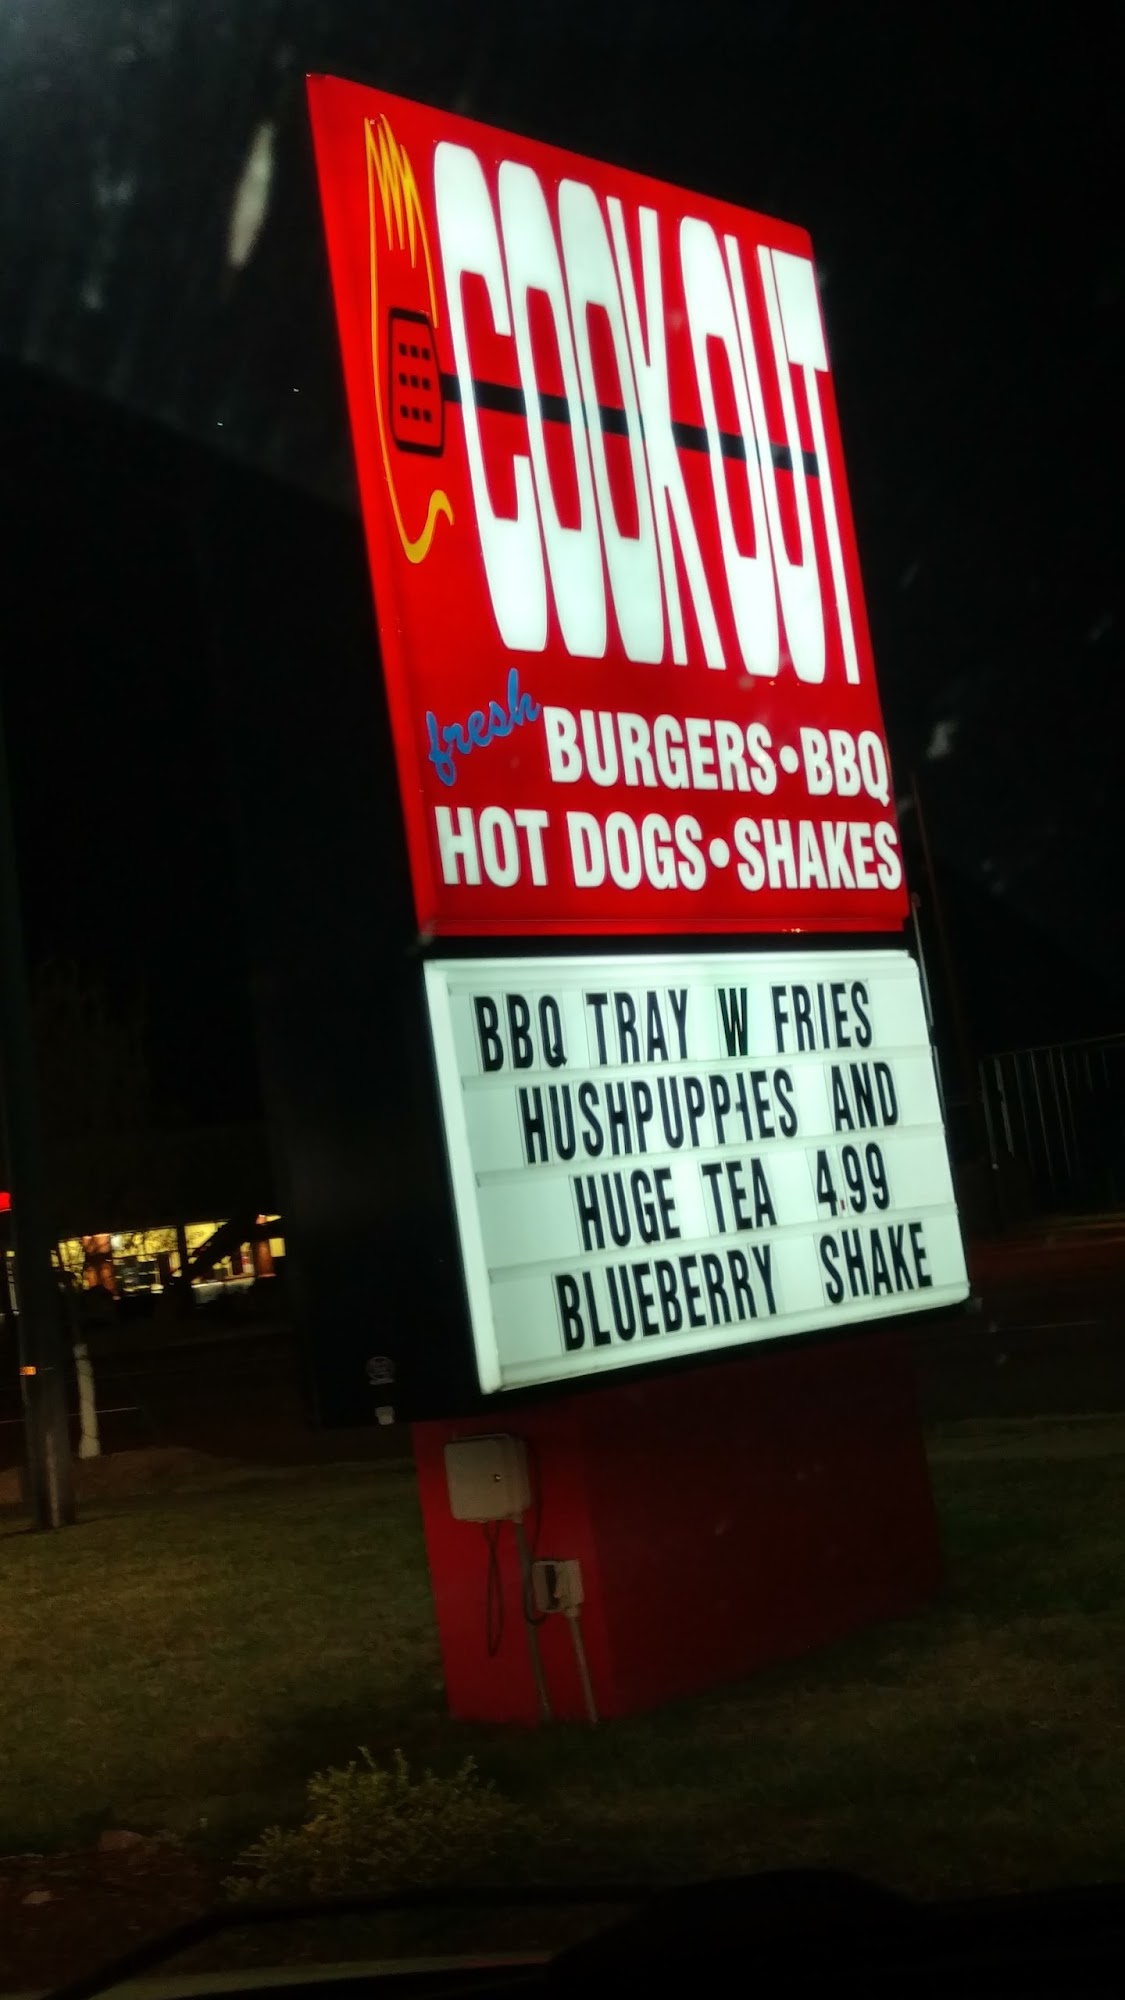 COOK OUT
fresh BURGERS•BBQ
HOT DOGS•SHAKES
BBQ TRAY W FRIES
HUSHPUPPIES AND
HUGE TEA 4.99
BLUEBERRY SHAKE